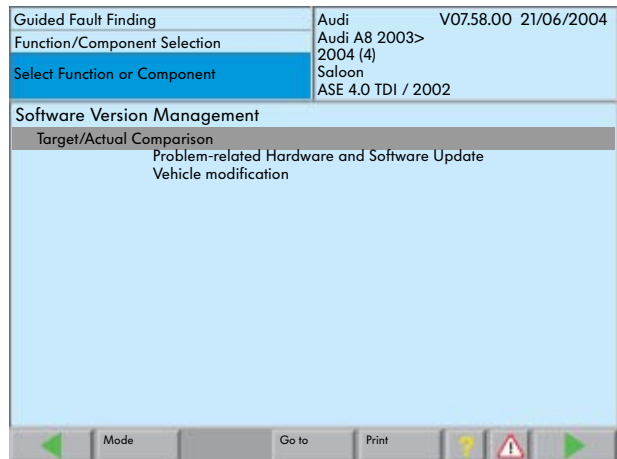 Guided Fault Finding
Function/Component Selection
Select Function or Component
Audi V07.58.00 21/06/2004
Audi A8 2003>
2004 (4)
Saloon
ASE 4.0 TDI / 2002
Software Version Management
Target/Actual Comparison
Problem-related Hardware and Software Update
Vehicle modification
Mode Go to Print ?